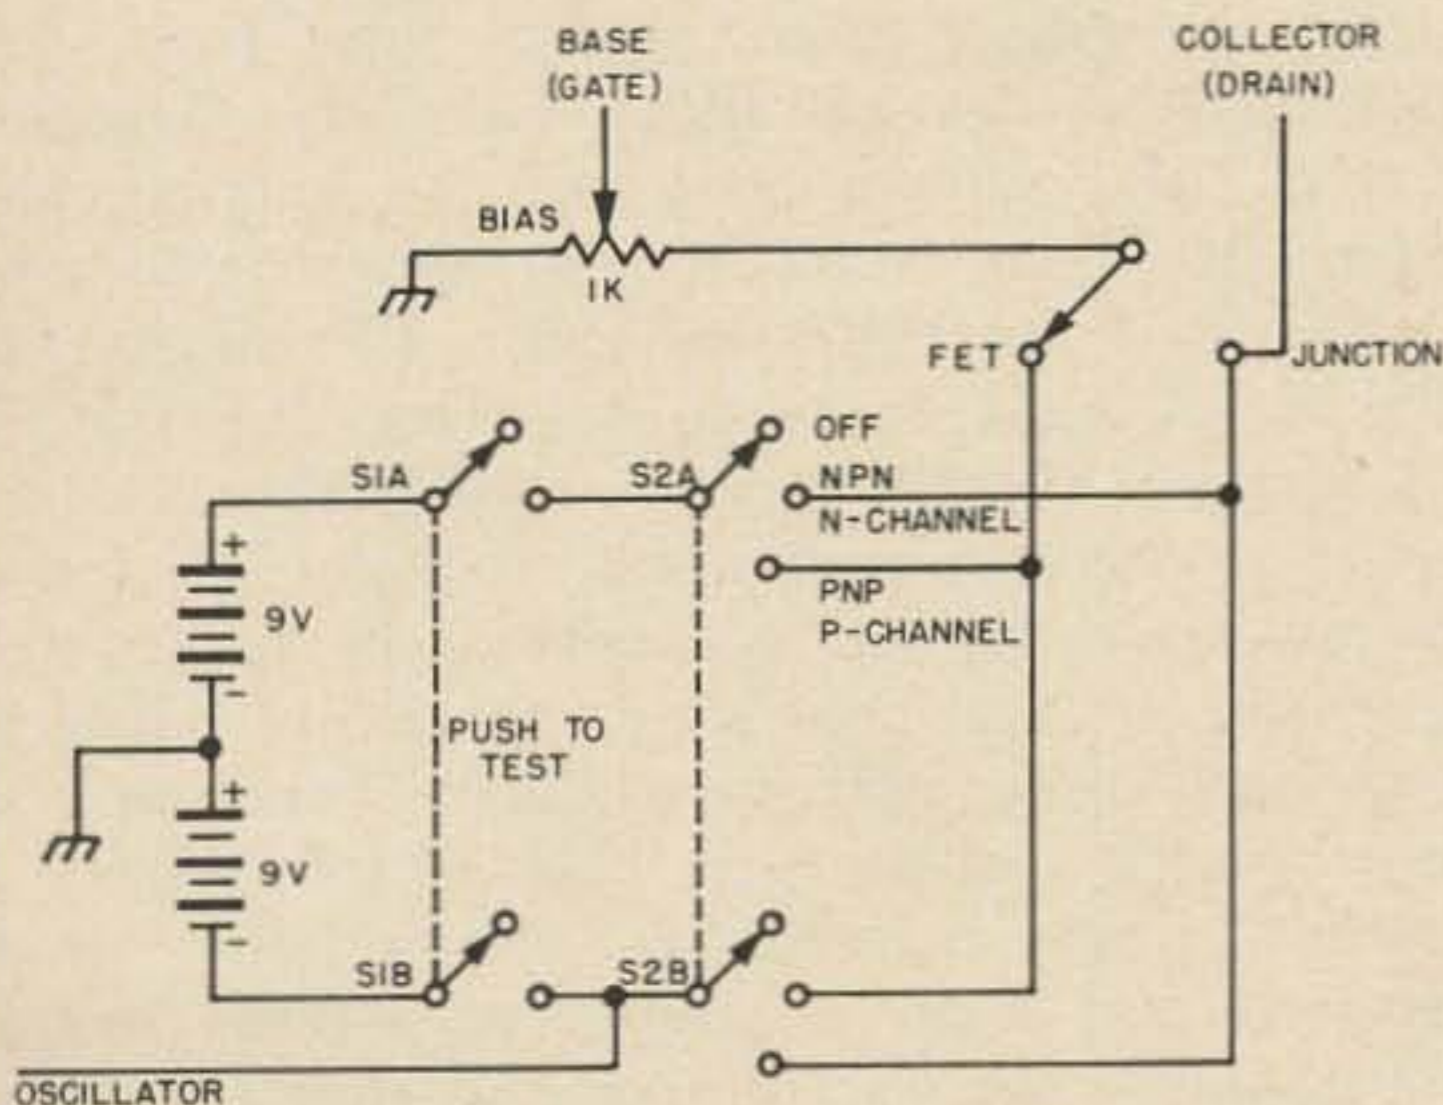 BASE
(GATE)
COLLECTOR
(DRAIN)
BIAS
1K
FET
JUNCTION
OFF
S1A
S2A
NPN
N-CHANNEL
+
9V
PNP
P-CHANNEL
-
PUSH TO
TEST
+
9V
-
S1B
S2B
OSCILLATOR